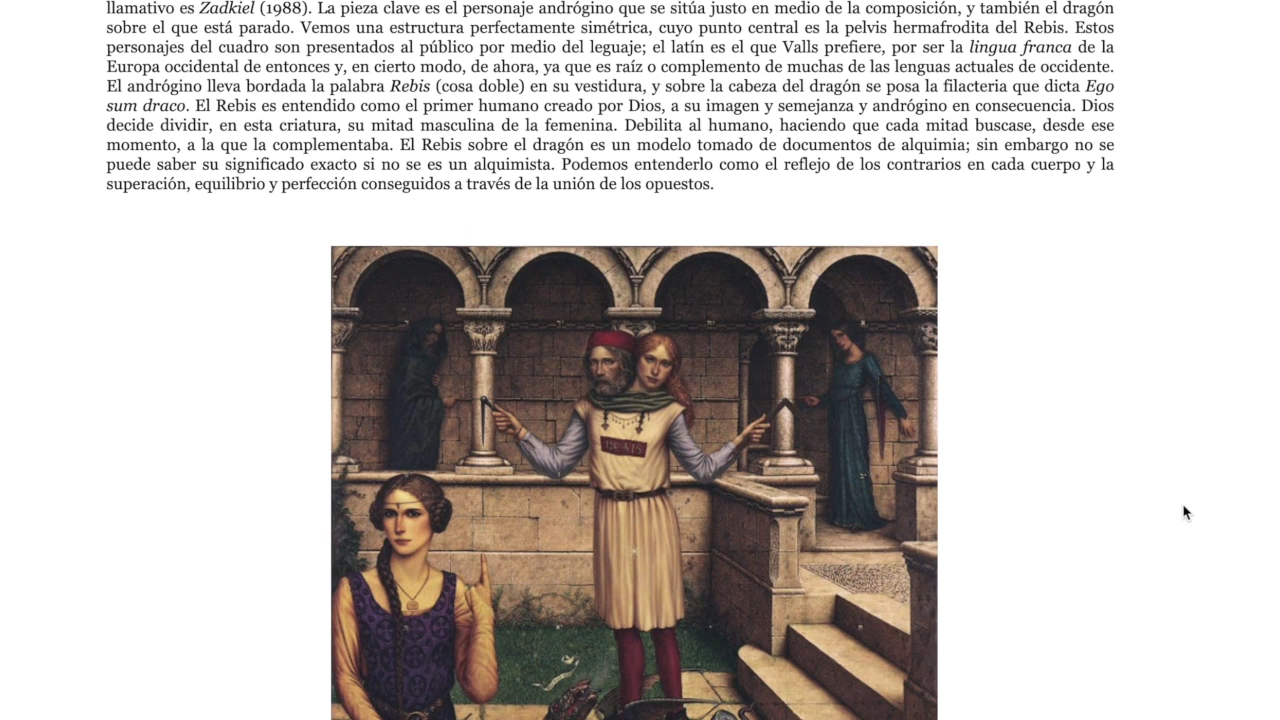 llamativo es Zadkiel (1988). La pieza clave es el personaje andrógino que se sitúa justo en medio de la composición, y también el dragón
sobre el que está parado. Vemos una estructura perfectamente simétrica, cuyo punto central es la pelvis hermafrodita del Rebis. Estos
personajes del cuadro son presentados al público por medio del leguaje; el latín es el que Valls prefiere, por ser la lingua franca de la
Europa occidental de entonces y, en cierto modo, de ahora, ya que es raíz o complemento de muchas de las lenguas actuales de occidente.
El andrógino lleva bordada la palabra Rebis (cosa doble) en su vestidura, y sobre la cabeza del dragón se posa la filacteria que dicta Ego
sum draco. El Rebis es entendido como el primer humano creado por Dios, a su imagen y semejanza y andrógino en consecuencia. Dios
decide dividir, en esta criatura, su mitad masculina de la femenina. Debilita al humano, haciendo que cada mitad buscase, desde ese
momento, a la que la complementaba. El Rebis sobre el dragón es un modelo tomado de documentos de alquimia; sin embargo no se
puede saber su significado exacto si no se es un alquimista. Podemos entenderlo como el reflejo de los contrarios en cada cuerpo y la
superación, equilibrio y perfección conseguidos a través de la unión de los opuestos.